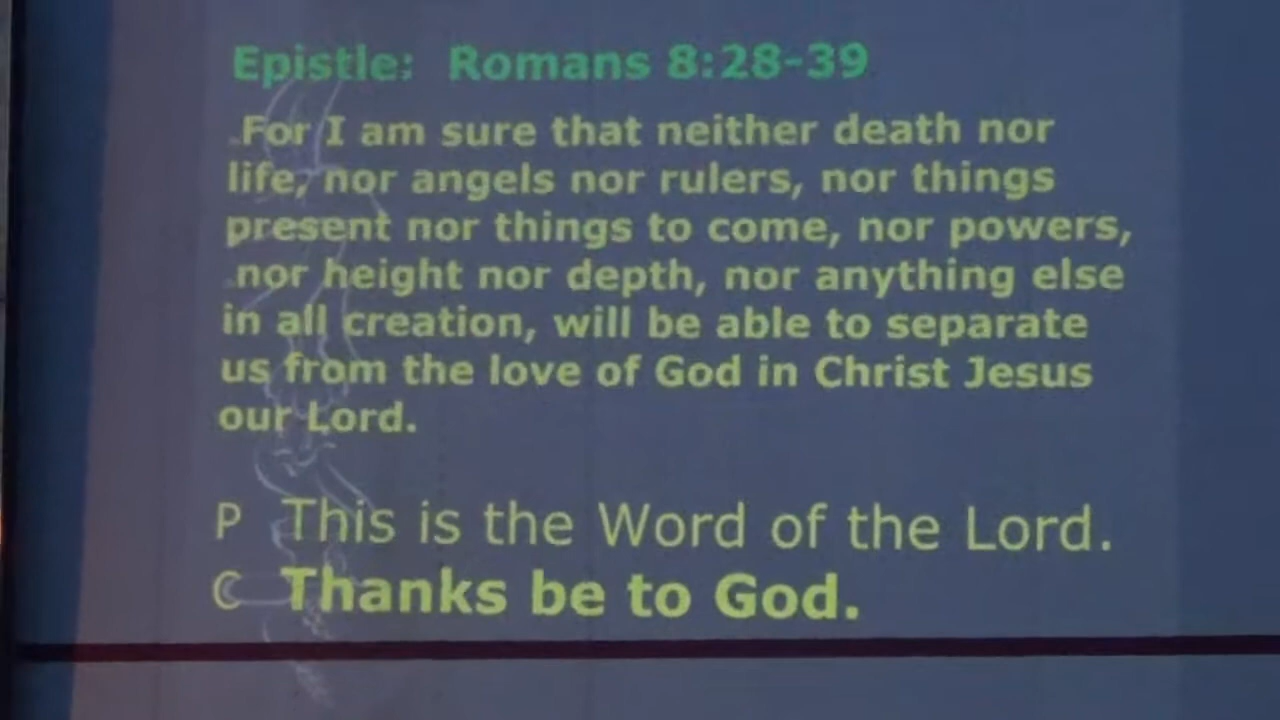 Epistle: Romans 8:28-39
For I am sure that neither death nor
life, nor angels nor rulers, nor things
present nor things to come, nor powers,
nor height nor depth, nor anything else
in all creation, will be able to separate
us from the love of God in Christ Jesus
our Lord.
P This is the Word of the Lord.
C Thanks be to God.